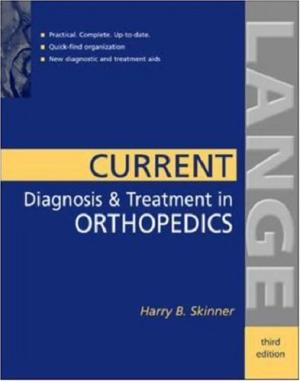 ▪ Practical. Complete. Up-to-date.
▪ Quick-find organization
▪ New diagnostic and treatment aids
LANGE
CURRENT
Diagnosis & Treatment in
ORTHOPEDICS
Harry B. Skinner
third
edition